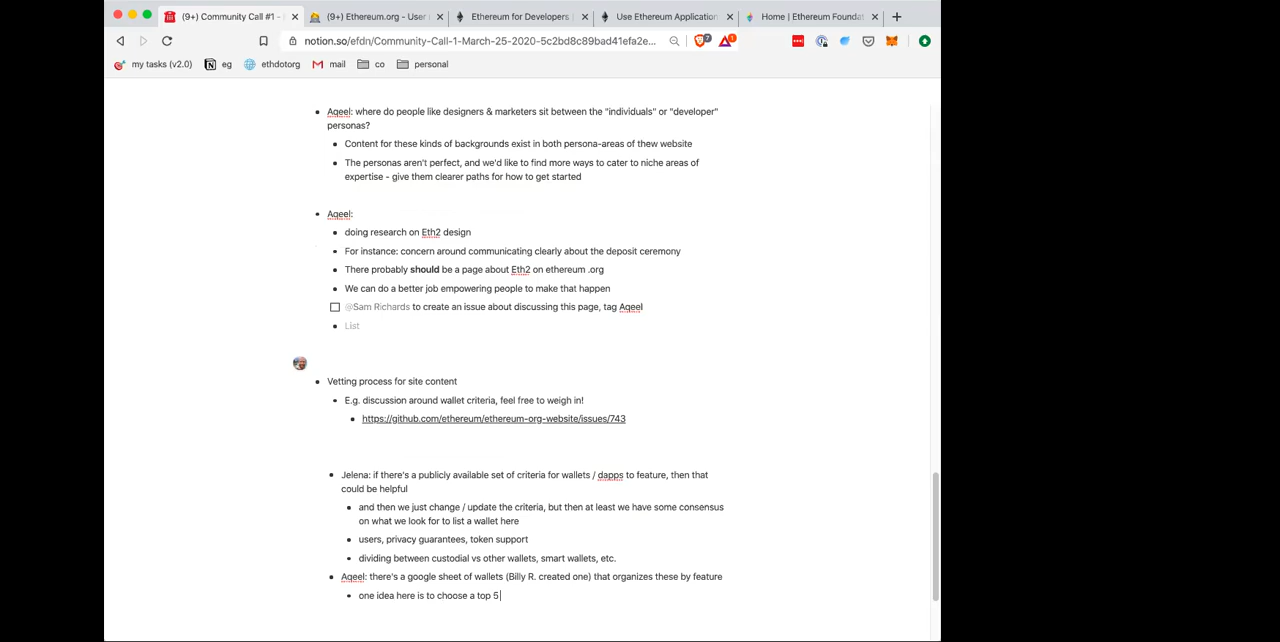 (9+) Community Call #1 -
(9+) Ethereum.org - User
Ethereum for Developers |
Use Ethereum Application
Home | Ethereum Foundat
notion.so/efdn/Community-Call-1-March-25-2020-5c2bd8c89bad41efa2e...
7
1
my tasks (v2.0)
eg
ethdotorg
mail
co
personal
Aqeel: where do people like designers & marketers sit between the "individuals" or "developer"
personas?
Content for these kinds of backgrounds exist in both persona-areas of thew website
The personas aren't perfect, and we'd like to find more ways to cater to niche areas of
expertise - give them clearer paths for how to get started
Aqeel:
doing research on Eth2 design
For instance: concern around communicating clearly about the deposit ceremony
There probably should be a page about Eth2 on ethereum .org
We can do a better job empowering people to make that happen
@Sam Richards to create an issue about discussing this page, tag Aqeel
List
Vetting process for site content
E.g. discussion around wallet criteria, feel free to weigh in!
https://github.com/ethereum/ethereum-org-website/issues/743
Jelena: if there's a publicly available set of criteria for wallets / dapps to feature, then that
could be helpful
and then we just change / update the criteria, but then at least we have some consensus
on what we look for to list a wallet here
users, privacy guarantees, token support
dividing between custodial vs other wallets, smart wallets, etc.
Aqeel: there's a google sheet of wallets (Billy R. created one) that organizes these by feature
one idea here is to choose a top 5